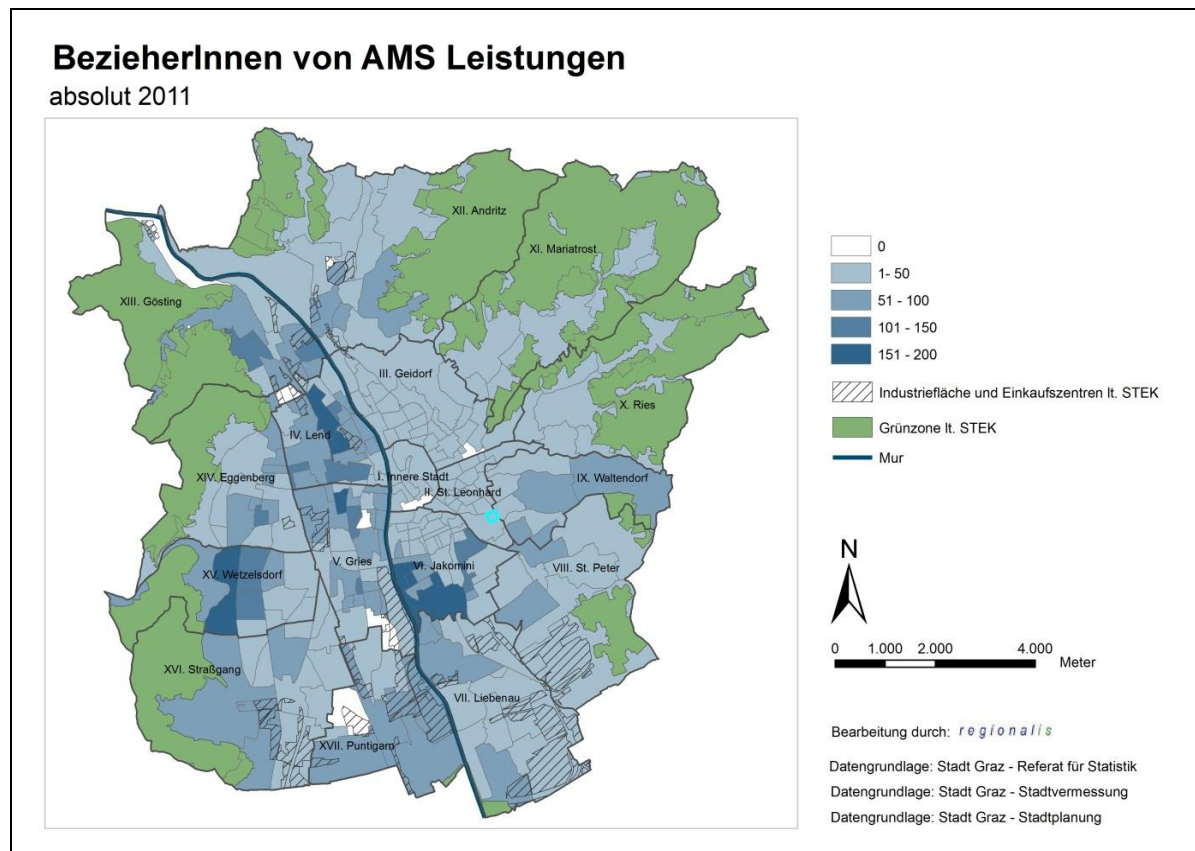 BezieherInnen von AMS Leistungen
absolut 2011
XII. Andritz
XI. Mariatrost
XIII. Gösting
III. Geidorf
X. Ries
IV. Lend
XIV. Eggenberg
I. Innere Stadt
II. St. Leonhard
IX. Waltendorf
V. Gries
VI. Jakomini
VIII. St. Peter
XV. Wetzelsdorf
XVI. Straßgang
VII. Liebenau
XVII. Puntigam
0
1- 50
51 - 100
101 - 150
151 - 200
Industriefläche und Einkaufszentren lt. STEK
Grünzone lt. STEK
Mur
N
0 1.000 2.000 4.000
Meter
Bearbeitung durch: regionalis
Datengrundlage: Stadt Graz - Referat für Statistik
Datengrundlage: Stadt Graz - Stadtvermessung
Datengrundlage: Stadt Graz - Stadtplanung